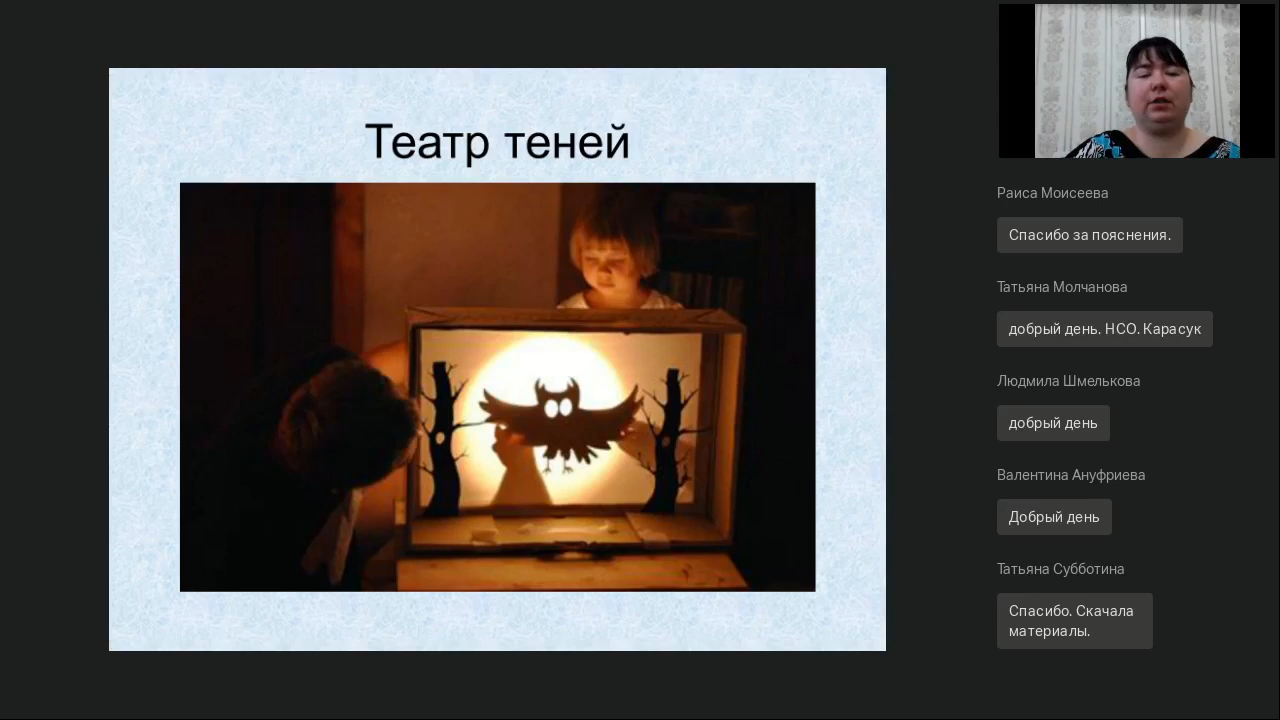 Театр теней
Раиса Моисеева
Спасибо за пояснения.
Татьяна Молчанова
добрый день. НСО. Карасук
Людмила Шмелькова
добрый день
Валентина Ануфриева
Добрый день
Татьяна Субботина
Спасибо. Скачала
материалы.